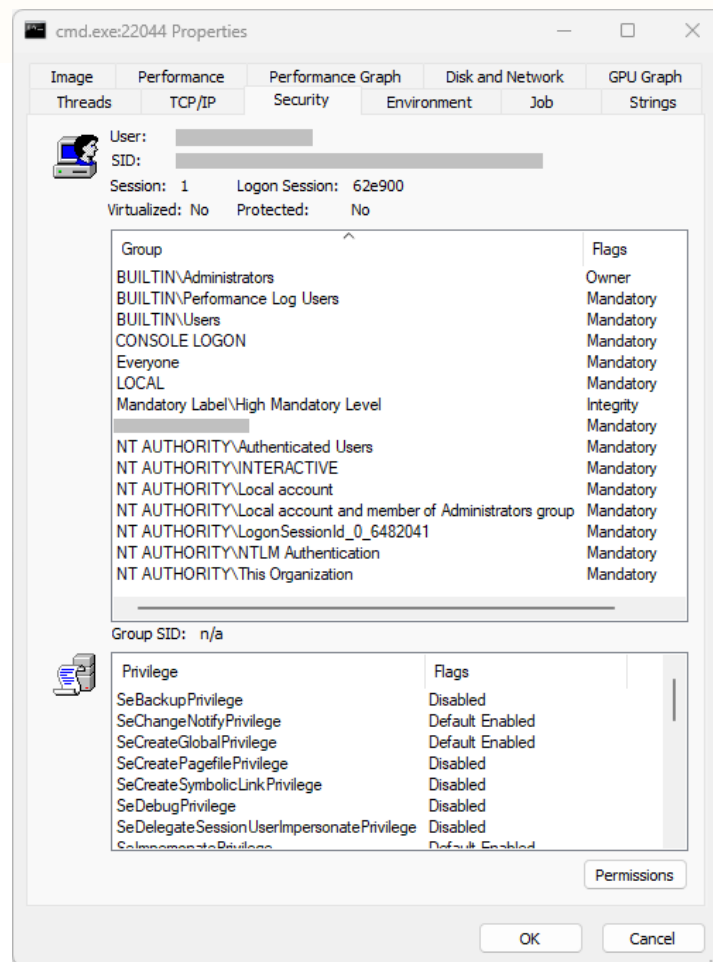 cmd.exe:22044 Properties
Image Performance Performance Graph Disk and Network GPU Graph
Threads TCP/IP Security Environment Job Strings
User:
SID:
Session: 1 Logon Session: 62e900
Virtualized: No Protected: No
Group Flags
BUILTIN\Administrators Owner
BUILTIN\Performance Log Users Mandatory
BUILTIN\Users Mandatory
CONSOLE LOGON Mandatory
Everyone Mandatory
LOCAL Mandatory
Mandatory Label\High Mandatory Level Integrity
Mandatory
NT AUTHORITY\Authenticated Users Mandatory
NT AUTHORITY\INTERACTIVE Mandatory
NT AUTHORITY\Local account Mandatory
NT AUTHORITY\Local account and member of Administrators group Mandatory
NT AUTHORITY\LogonSessionId_0_6482041 Mandatory
NT AUTHORITY\NTLM Authentication Mandatory
NT AUTHORITY\This Organization Mandatory
Group SID: n/a
Privilege Flags
SeBackupPrivilege Disabled
SeChangeNotifyPrivilege Default Enabled
SeCreateGlobalPrivilege Default Enabled
SeCreatePagefilePrivilege Disabled
SeCreateSymbolicLinkPrivilege Disabled
SeDebugPrivilege Disabled
SeDelegateSessionUserImpersonatePrivilege Disabled
SeImpersonatePrivilege Default Enabled
Permissions
OK Cancel